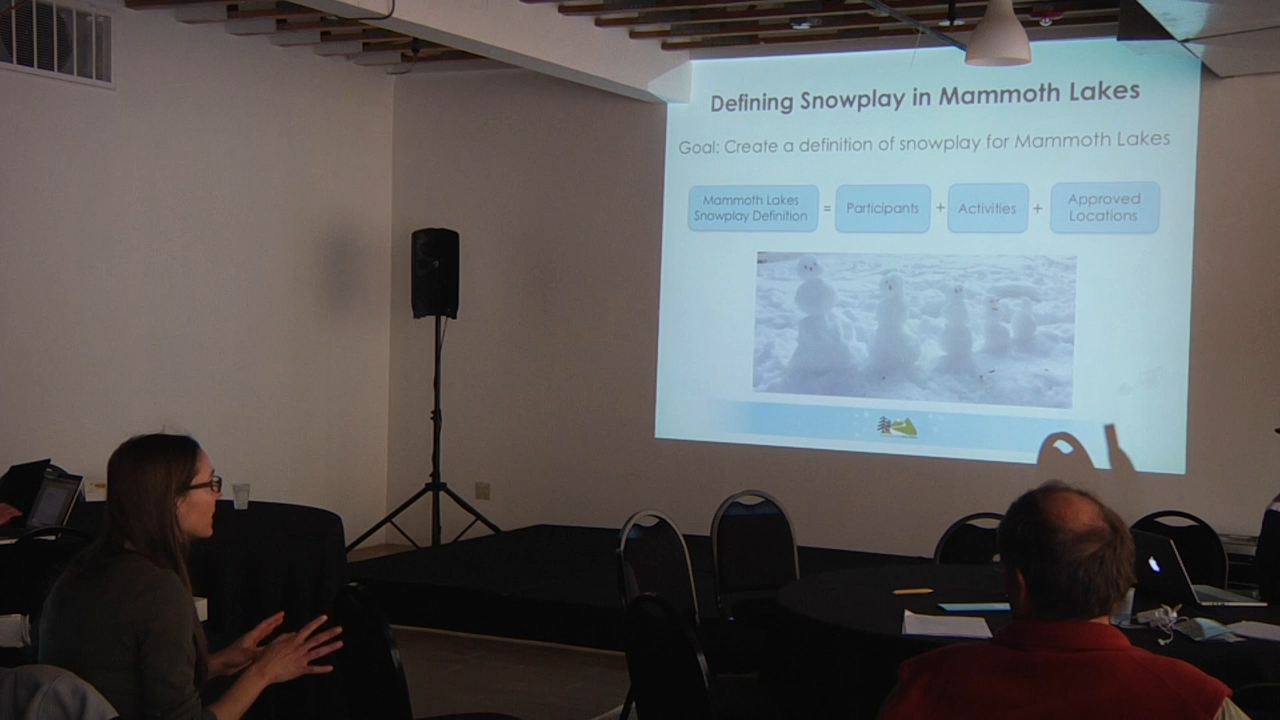 Defining Snowplay in Mammoth Lakes
Goal: Create a definition of snowplay for Mammoth Lakes
Mammoth Lakes
Snowplay Definition
=
Participants
+
Activities
+
Approved
Locations